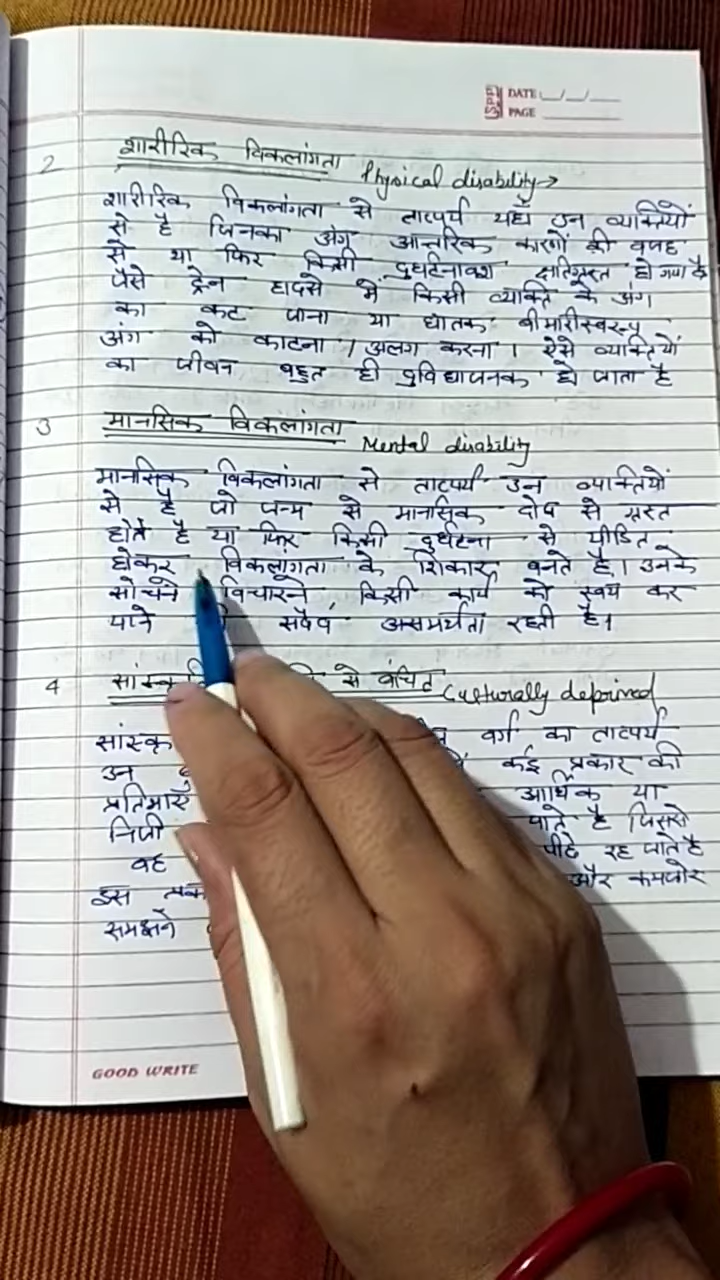 DATE __/__/__
PAGE
2 शारीरिक विकलांगता Physical disability →
शारीरिक विकलांगता से तात्पर्य यहाँ उन व्यक्तियों
से है जिनका अंग आन्तरिक कारणों की वजह
से या फिर किसी दुर्घटनावश क्षतिग्रस्त हो गया है
जैसे ट्रेन हादसे में किसी व्यक्ति के अंग
का कट जाना या घातक बीमारीस्वरूप
अंग को काटना / अलग करना । ऐसे व्यक्तियों
का जीवन बहुत ही दुविधाजनक हो जाता है
3 मानसिक विकलांगता Mental disability
मानसिक विकलांगता से तात्पर्य उन व्यक्तियों
से है जो जन्म से मानसिक दोष से ग्रस्त
होते है या फिर किसी दुर्घटना से पीडित
होकर विकलांगता के शिकार बनते है। उनके
सोचने विचारने किसी कार्य को स्वयं कर
पाने सदैव असमर्थता रहती है।
4 से वंचित Culturally deprived
वर्ग का तात्पर्य
उन कई प्रकार की
आर्थिक या
निजी पाते है जिससे
वह पीछे रह जाते है
इस और कमजोर
समझने
GOOD WRITE